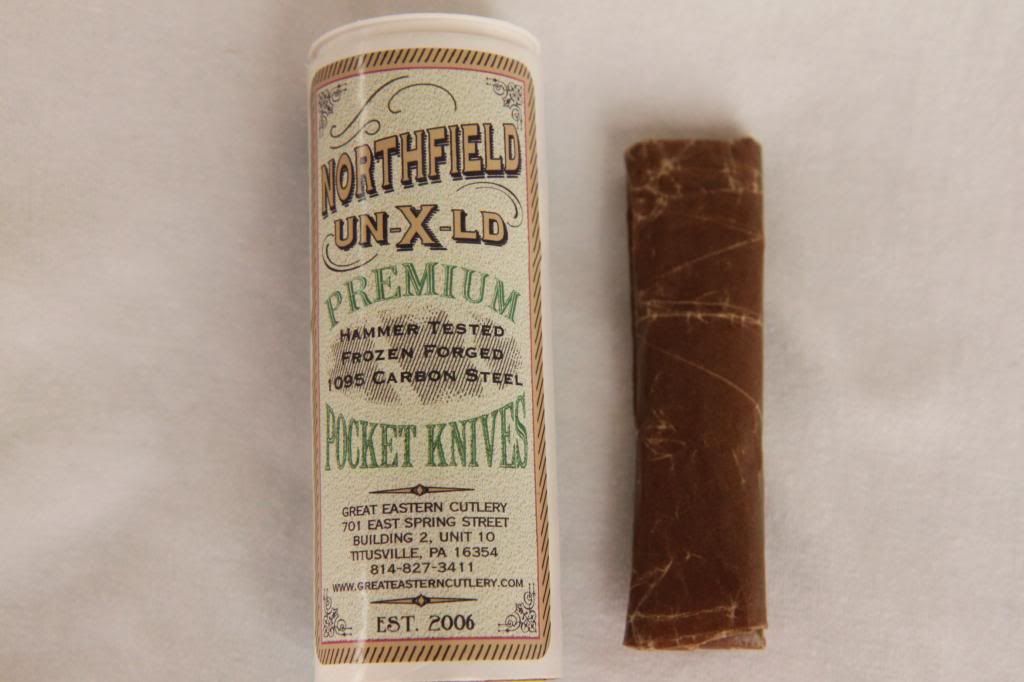 NORTHFIELD
UN-X-LD
PREMIUM
HAMMER TESTED
FROZEN FORGED
1095 CARBON STEEL
POCKET KNIVES
GREAT EASTERN CUTLERY
701 EAST SPRING STREET
BUILDING 2, UNIT 10
TITUSVILLE, PA 16354
814-827-3411
WWW.GREATEASTERNCUTLERY.COM
EST. 2006